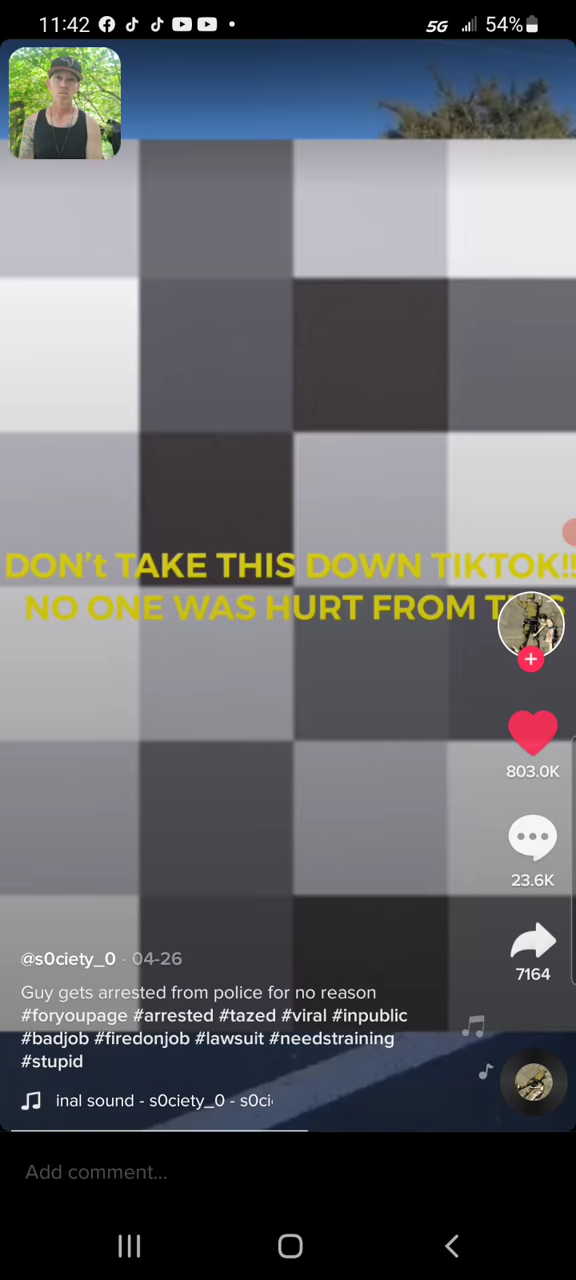 11:42
5G
54%
DON't TAKE THIS DOWN TIKTOK!!
NO ONE WAS HURT FROM
803.0K
23.6K
7164
@s0ciety_0 · 04-26
Guy gets arrested from police for no reason
#foryoupage #arrested #tazed #viral #inpublic
#badjob #firedonjob #lawsuit #needstraining
#stupid
inal sound - s0ciety_0 - s0ci
Add comment...